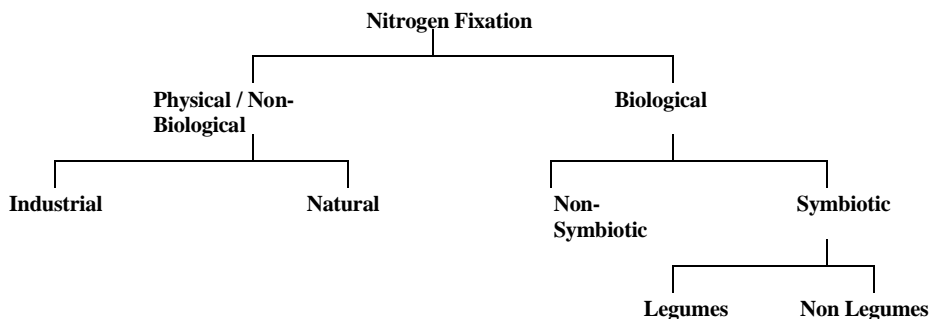 Nitrogen Fixation
Physical / Non-
Biological
Biological
Industrial
Natural
Non-
Symbiotic
Symbiotic
Legumes
Non Legumes